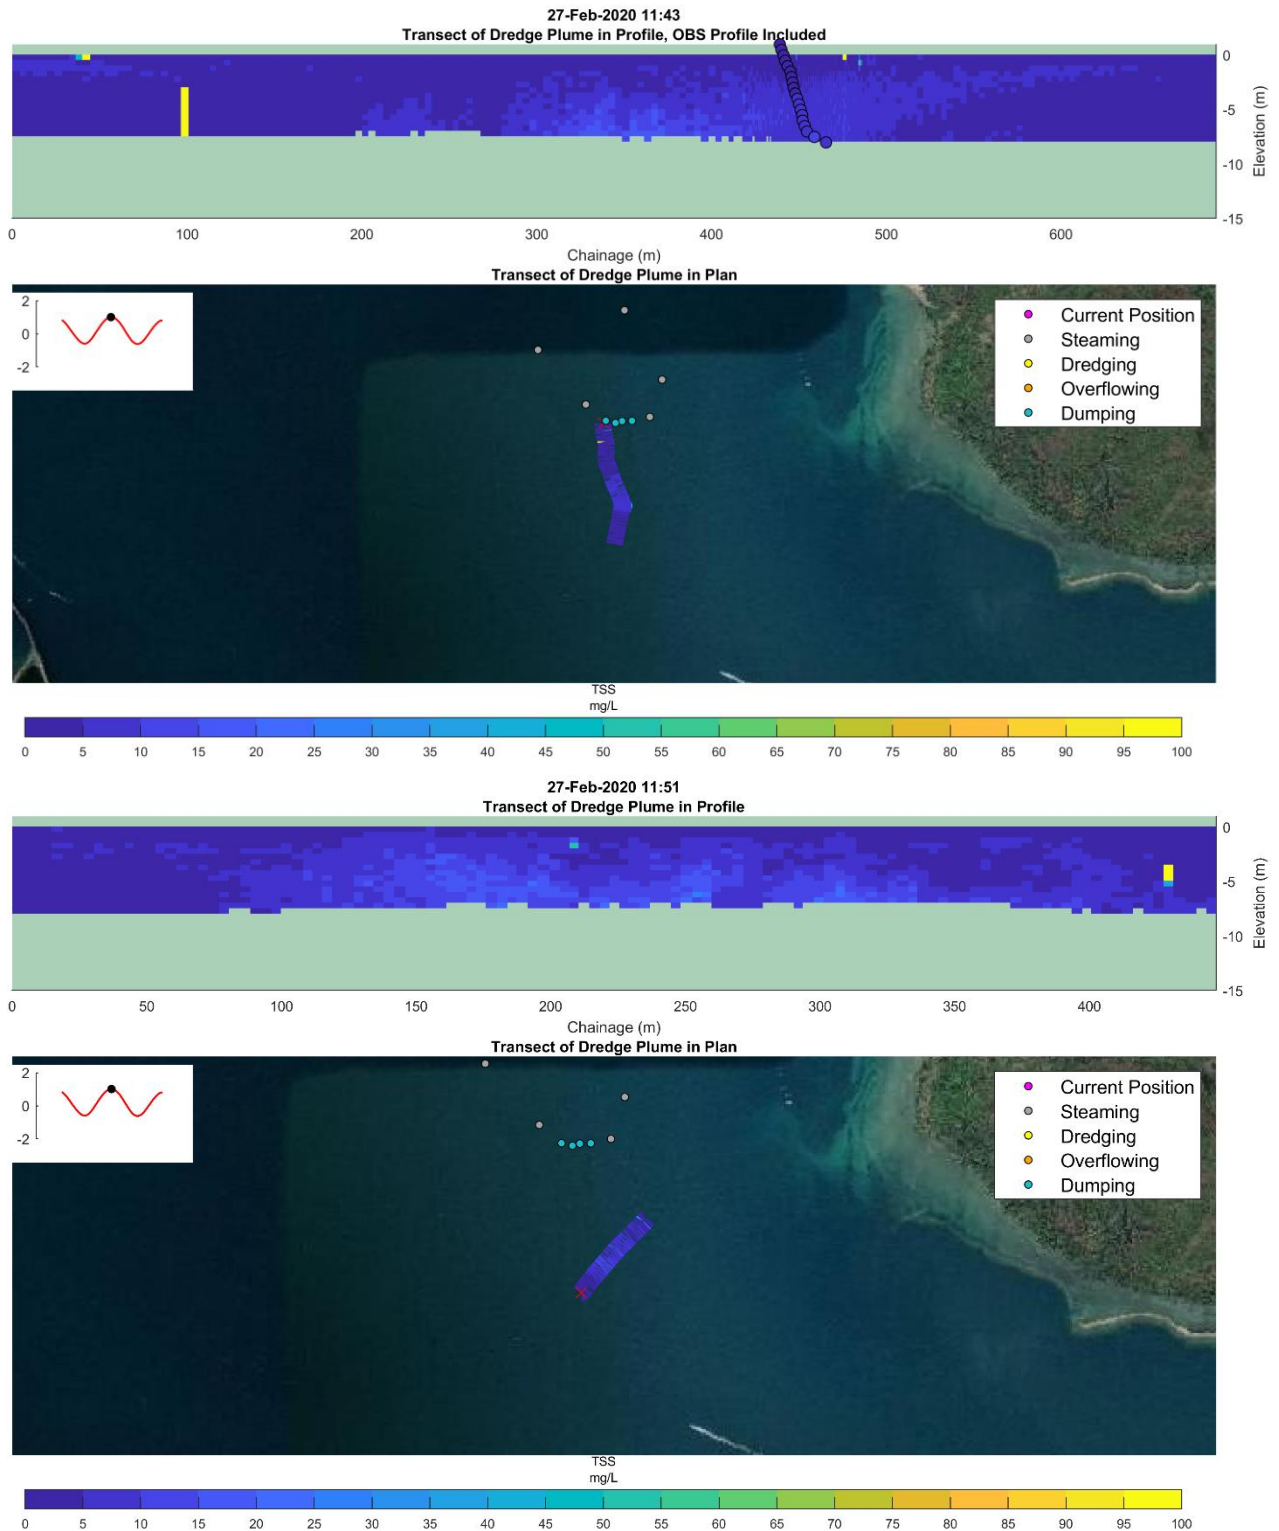 27-Feb-2020 11:43
Transect of Dredge Plume in Profile, OBS Profile Included
0
-5
-10
-15
Elevation (m)
0 100 200 300 400 500 600
Chainage (m)
Transect of Dredge Plume in Plan
2
0
-2
Current Position
Steaming
Dredging
Overflowing
Dumping
TSS
mg/L
0 5 10 15 20 25 30 35 40 45 50 55 60 65 70 75 80 85 90 95 100
27-Feb-2020 11:51
Transect of Dredge Plume in Profile
0
-5
-10
-15
Elevation (m)
0 50 100 150 200 250 300 350 400
Chainage (m)
Transect of Dredge Plume in Plan
2
0
-2
Current Position
Steaming
Dredging
Overflowing
Dumping
TSS
mg/L
0 5 10 15 20 25 30 35 40 45 50 55 60 65 70 75 80 85 90 95 100